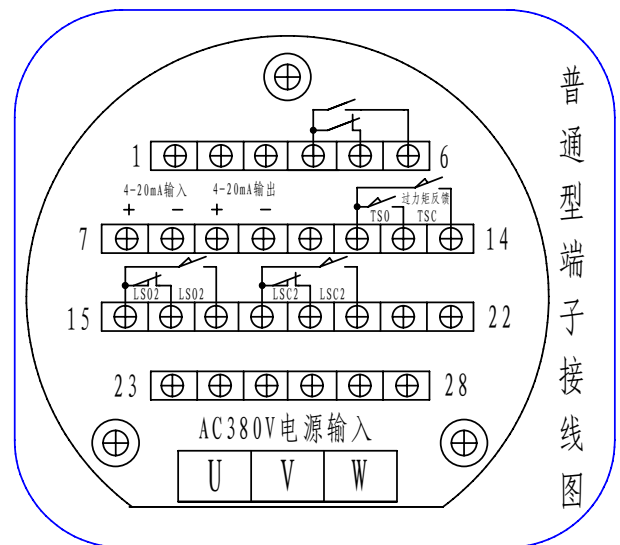 1 6
4-20mA输入 4-20mA输出
+ − + −
过力矩反馈
TSO TSC
7 14
LSO2 LSO2 LSC2 LSC2
15 22
23 28
AC380V电源输入
U V W
普通型端子接线图